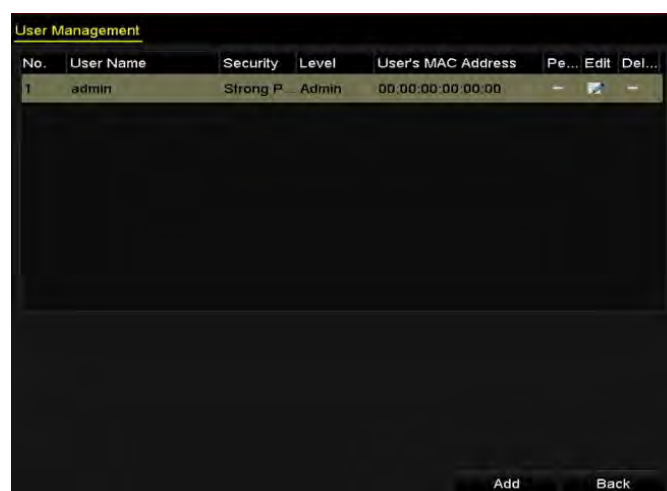 User Management
No. User Name Security Level User's MAC Address Pe... Edit Del...
1 admin Strong P... Admin 00:00:00:00:00:00 – –
Add Back